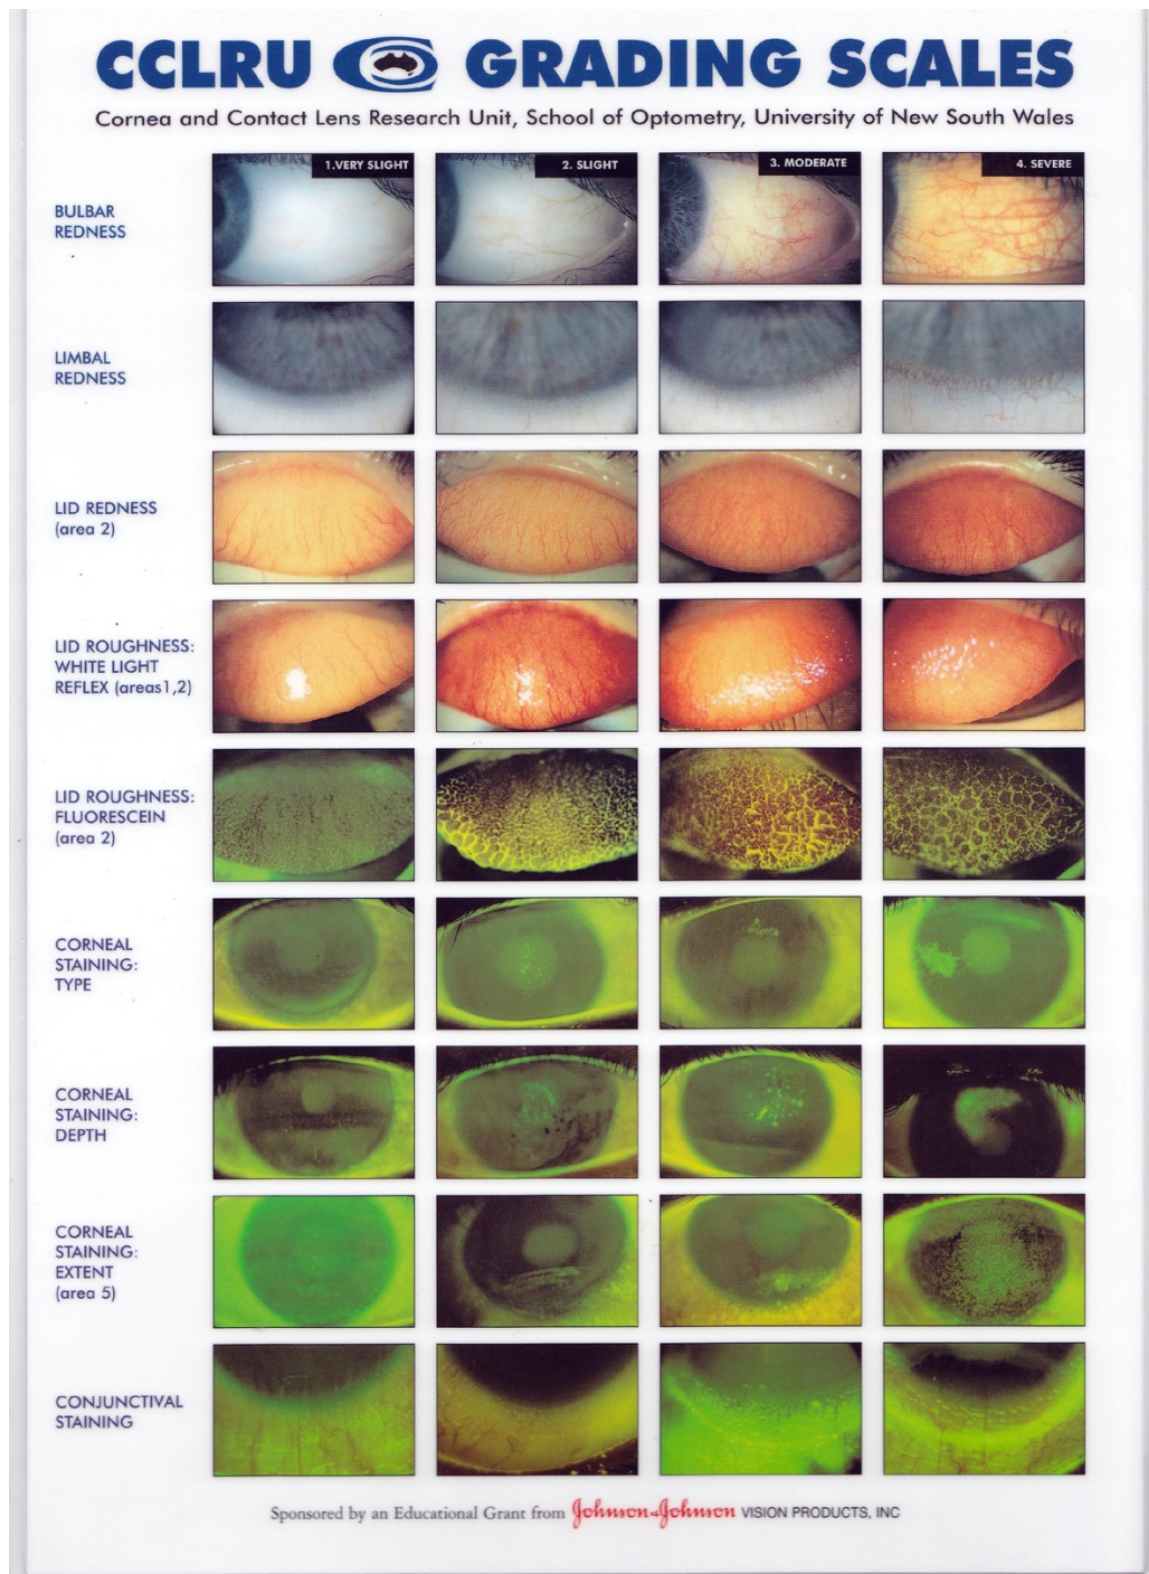 CCLRU GRADING SCALES
Cornea and Contact Lens Research Unit, School of Optometry, University of New South Wales
1.VERY SLIGHT
2. SLIGHT
3. MODERATE
4. SEVERE
BULBAR
REDNESS
LIMBAL
REDNESS
LID REDNESS
(area 2)
LID ROUGHNESS:
WHITE LIGHT
REFLEX (areas1,2)
LID ROUGHNESS:
FLUORESCEIN
(area 2)
CORNEAL
STAINING:
TYPE
CORNEAL
STAINING:
DEPTH
CORNEAL
STAINING:
EXTENT
(area 5)
CONJUNCTIVAL
STAINING
Sponsored by an Educational Grant from Johnson&Johnson VISION PRODUCTS, INC